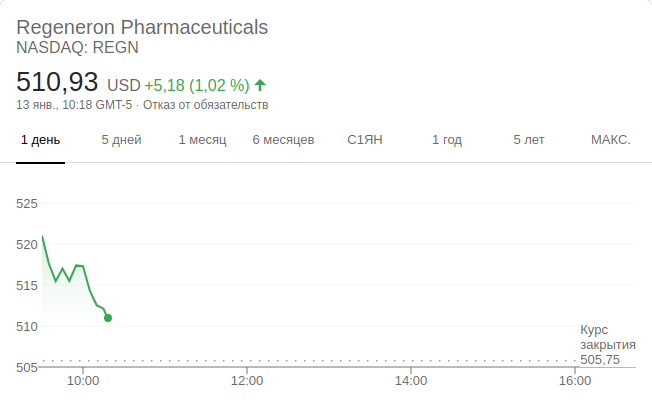 Regeneron Pharmaceuticals
NASDAQ: REGN
510,93 USD +5,18 (1,02 %)
13 янв., 10:18 GMT-5 · Отказ от обязательств
1 день 5 дней 1 месяц 6 месяцев С1ЯН 1 год 5 лет МАКС.
525
520
515
510
505
Курс
закрытия
505,75
10:00 12:00 14:00 16:00